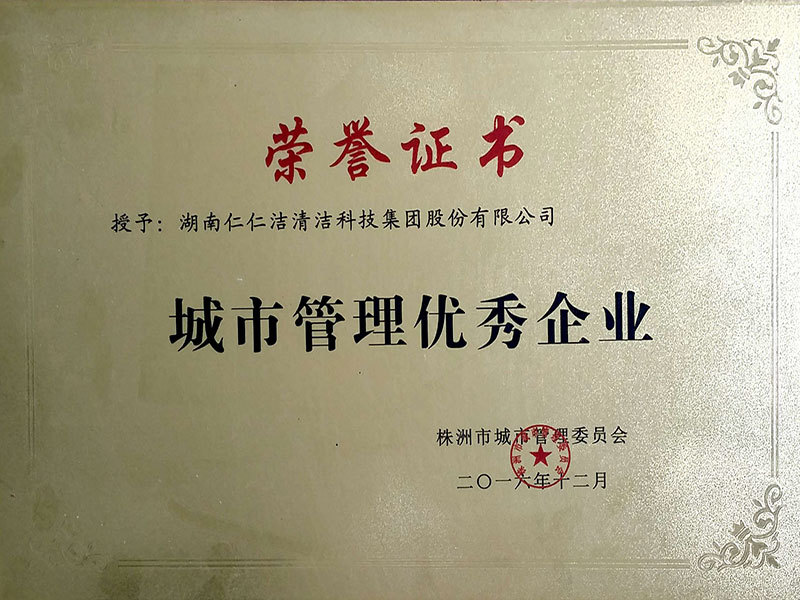 荣誉证书
授予：湖南仁仁洁清洁科技集团股份有限公司
城市管理优秀企业
株洲市城市管理委员会
二〇一六年十二月